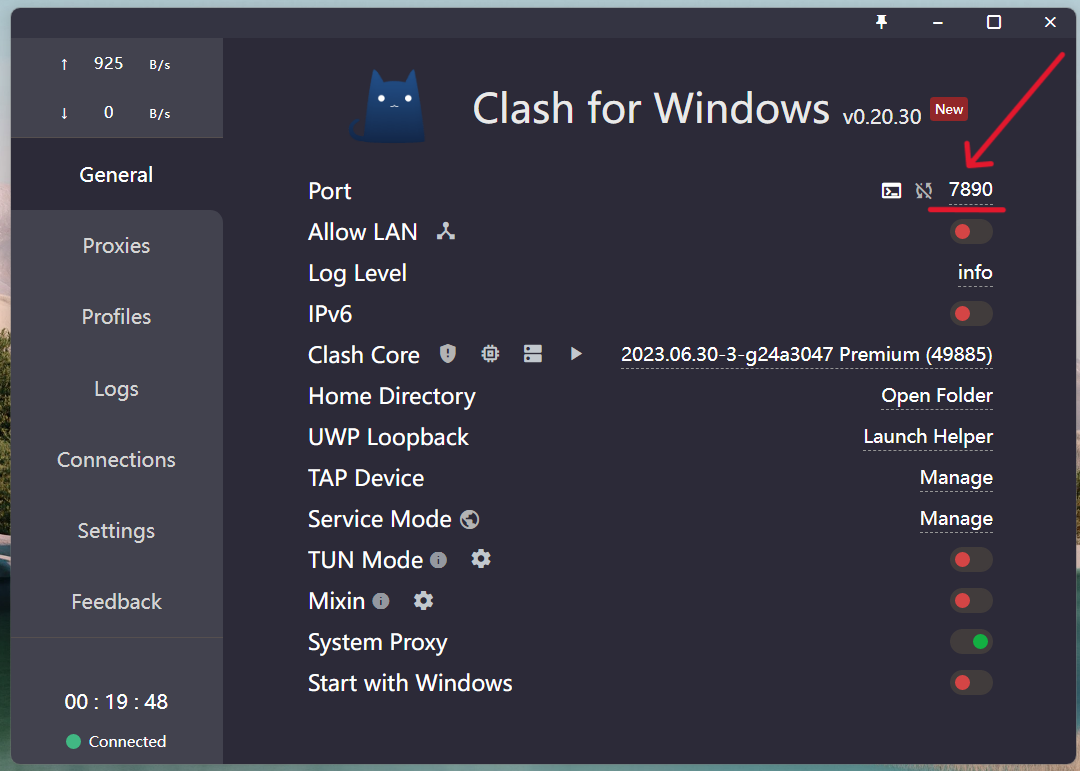 ↑ 925 B/s
↓ 0 B/s
General
Proxies
Profiles
Logs
Connections
Settings
Feedback
00 : 19 : 48
Connected
Clash for Windows v0.20.30 New
Port 7890
Allow LAN
Log Level info
IPv6
Clash Core 2023.06.30-3-g24a3047 Premium (49885)
Home Directory Open Folder
UWP Loopback Launch Helper
TAP Device Manage
Service Mode Manage
TUN Mode
Mixin
System Proxy
Start with Windows